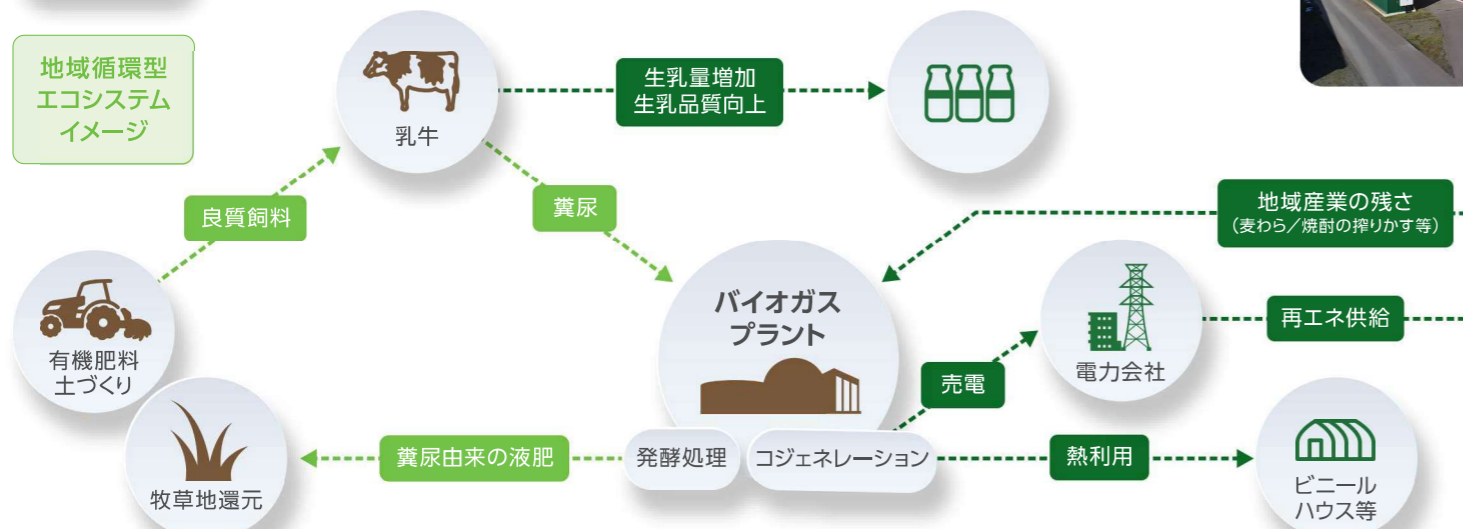 地域循環型
エコシステム
イメージ
乳牛
生乳量増加
生乳品質向上
良質飼料
糞尿
地域産業の残さ
（麦わら／焼酎の搾りかす等）
有機肥料
土づくり
バイオガス
プラント
売電
電力会社
再エネ供給
牧草地還元
糞尿由来の液肥
発酵処理
コジェネレーション
熱利用
ビニール
ハウス等